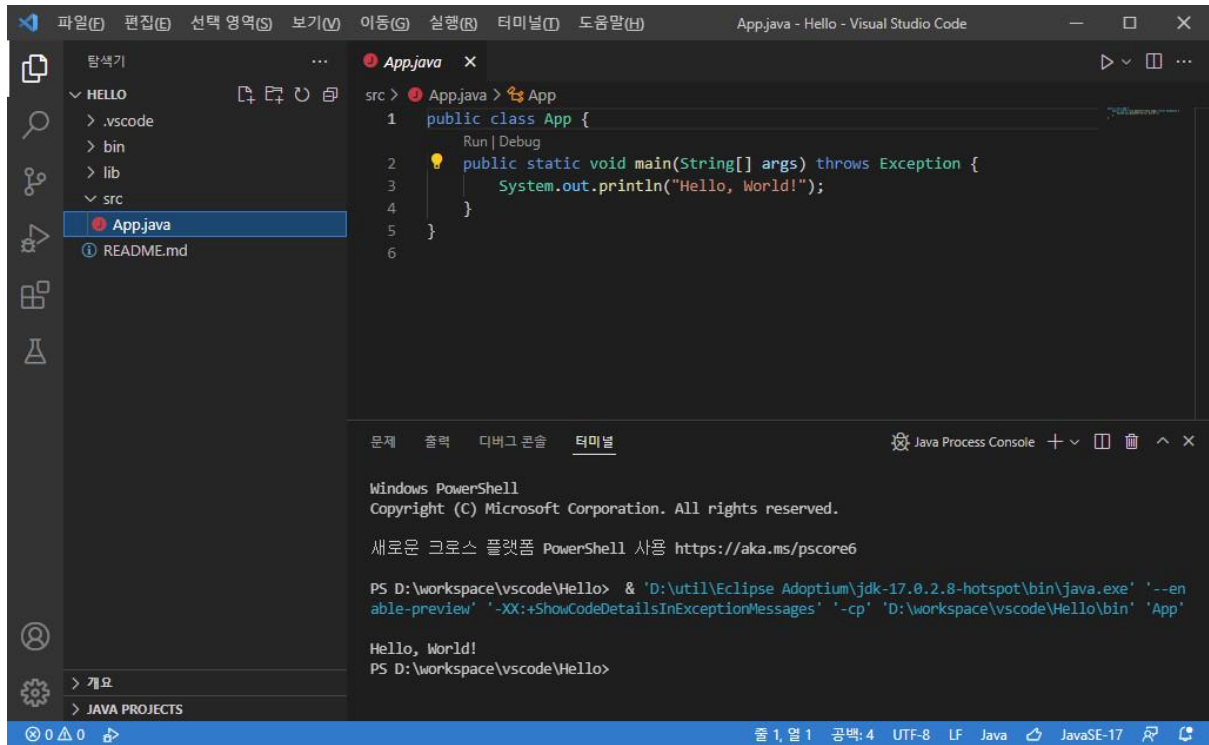 파일(F) 편집(E) 선택 영역(S) 보기(V) 이동(G) 실행(R) 터미널(T) 도움말(H) App.java - Hello - Visual Studio Code
탐색기
HELLO
.vscode
bin
lib
src
App.java
README.md
개요
JAVA PROJECTS
App.java
src > App.java > App
1 public class App {
Run | Debug
2 public static void main(String[] args) throws Exception {
3 System.out.println("Hello, World!");
4 }
5 }
6
문제 출력 디버그 콘솔 터미널 Java Process Console
Windows PowerShell
Copyright (C) Microsoft Corporation. All rights reserved.
새로운 크로스 플랫폼 PowerShell 사용 https://aka.ms/pscore6
PS D:\workspace\vscode\Hello> & 'D:\util\Eclipse Adoptium\jdk-17.0.2.8-hotspot\bin\java.exe' '--en
able-preview' '-XX:+ShowCodeDetailsInExceptionMessages' '-cp' 'D:\workspace\vscode\Hello\bin' 'App'
Hello, World!
PS D:\workspace\vscode\Hello>
0 0 줄 1, 열 1 공백: 4 UTF-8 LF Java JavaSE-17